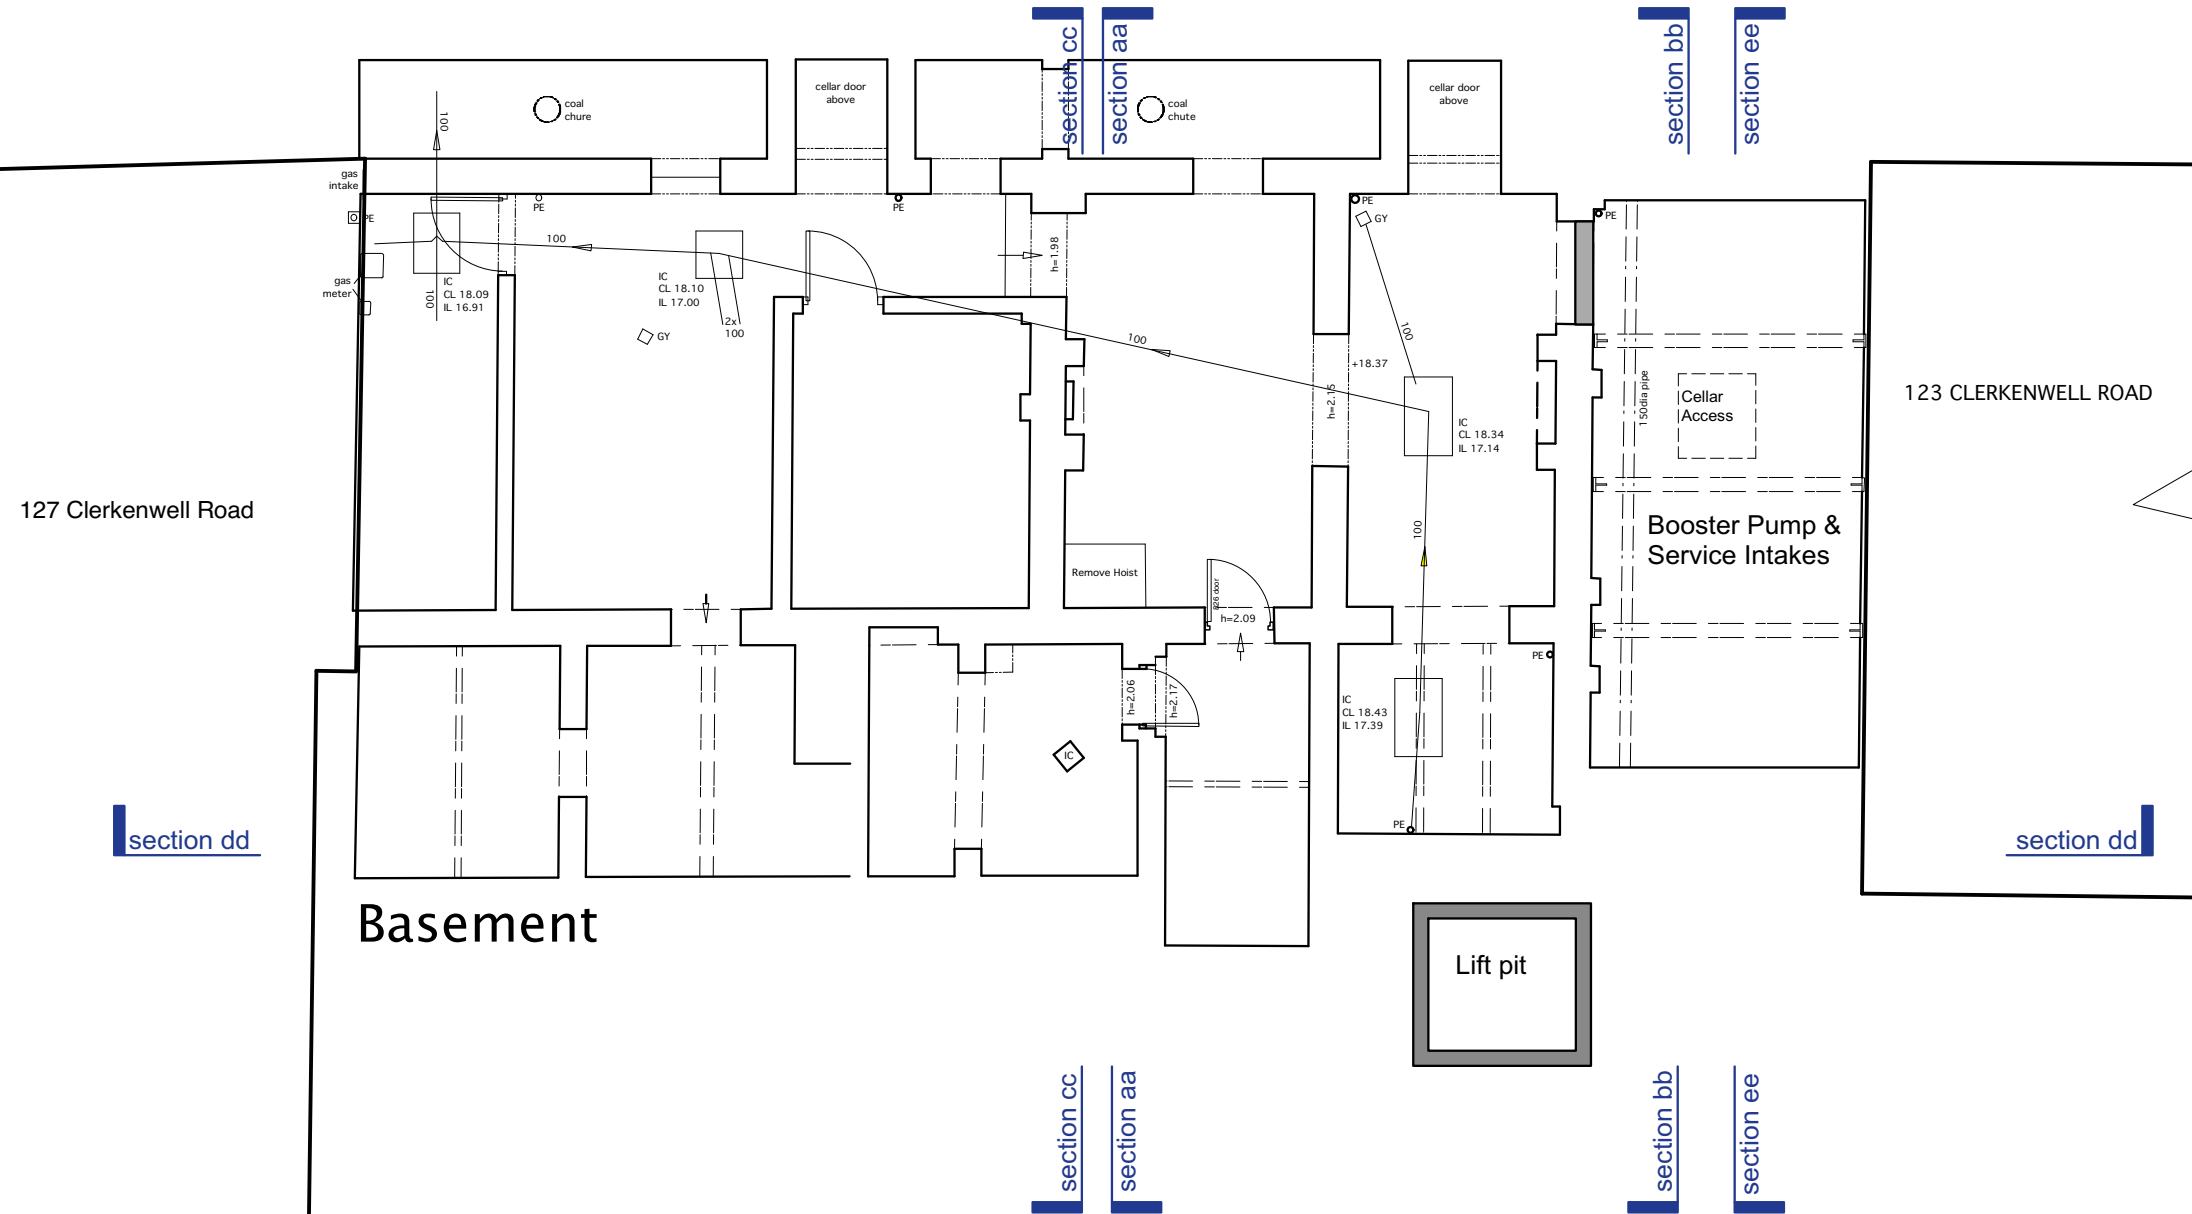 section cc
section aa
section bb
section ee
coal
chure
cellar door
above
coal
chute
cellar door
above
100
gas
intake
PE
PE
PE
PE
GY
PE
100
h=1.98
gas
meter
100
IC
CL 18.09
IL 16.91
IC
CL 18.10
IL 17.00
2x
100
GY
100
100
+18.37
h=2.15
150dia pipe
Cellar
Access
123 CLERKENWELL ROAD
IC
CL 18.34
IL 17.14
127 Clerkenwell Road
100
Booster Pump &
Service Intakes
Remove Hoist
826 door
h=2.09
PE
h=2.06
h=2.17
IC
CL 18.43
IL 17.39
IC
PE
section dd
section dd
Basement
Lift pit
section cc
section aa
section bb
section ee